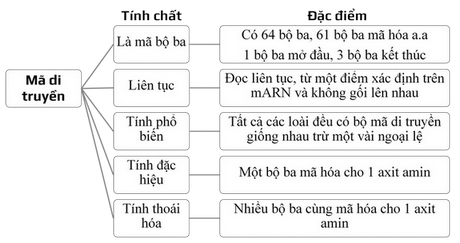 Tính chất
Đặc điểm
Mã di
truyền
Là mã bộ ba
Có 64 bộ ba, 61 bộ ba mã hóa a.a
1 bộ ba mở đầu, 3 bộ ba kết thúc
Liên tục
Đọc liên tục, từ một điểm xác định trên
mARN và không gối lên nhau
Tính phổ
biến
Tất cả các loài đều có bộ mã di truyền
giống nhau trừ một vài ngoại lệ
Tính đặc
hiệu
Một bộ ba mã hóa cho 1 axit amin
Tính thoái
hóa
Nhiều bộ ba cùng mã hóa cho 1 axit
amin